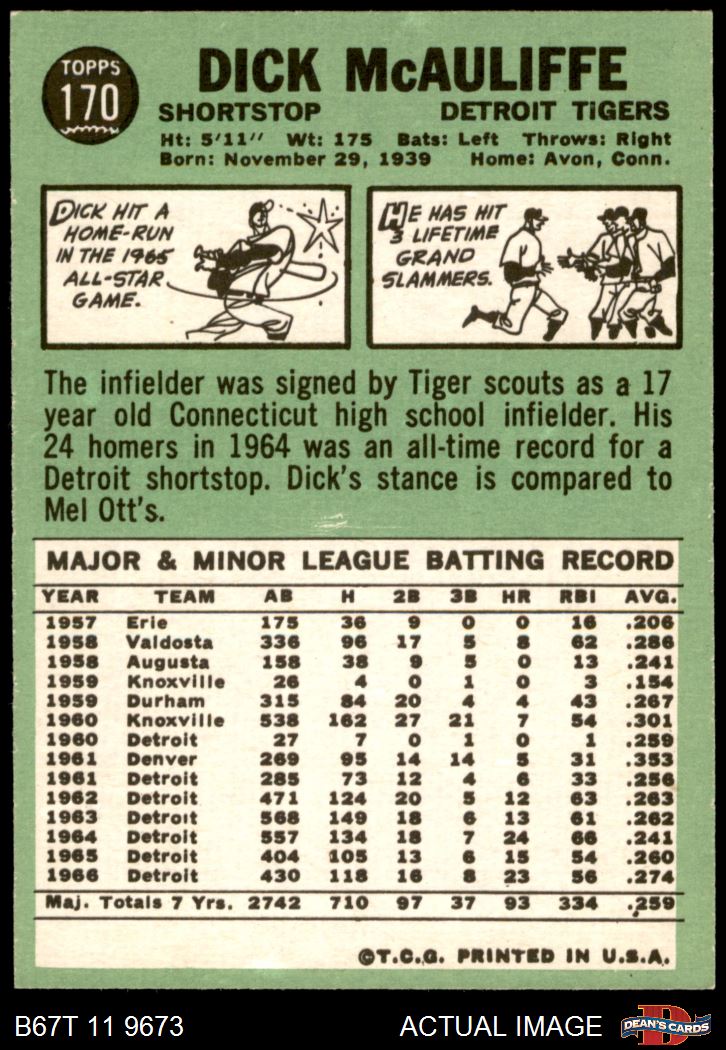 TOPPS
170
DICK McAULIFFE
SHORTSTOP DETROIT TIGERS
Ht: 5'11" Wt: 175 Bats: Left Throws: Right
Born: November 29, 1939 Home: Avon, Conn.
DICK HIT A
HOME-RUN
IN THE 1965
ALL-STAR
GAME.
HE HAS HIT
3 LIFETIME
GRAND
SLAMMERS.
The infielder was signed by Tiger scouts as a 17
year old Connecticut high school infielder. His
24 homers in 1964 was an all-time record for a
Detroit shortstop. Dick's stance is compared to
Mel Ott's.
MAJOR & MINOR LEAGUE BATTING RECORD
YEAR TEAM AB H 2B 3B HR RBI AVG.
1957 Erie 175 36 9 0 0 16 .206
1958 Valdosta 336 96 17 5 8 62 .286
1958 Augusta 158 38 9 5 0 13 .241
1959 Knoxville 26 4 0 1 0 3 .154
1959 Durham 315 84 20 4 4 43 .267
1960 Knoxville 538 162 27 21 7 54 .301
1960 Detroit 27 7 0 1 0 1 .259
1961 Denver 269 95 14 14 5 31 .353
1961 Detroit 285 73 12 4 6 33 .256
1962 Detroit 471 124 20 5 12 63 .263
1963 Detroit 568 149 18 6 13 61 .262
1964 Detroit 557 134 18 7 24 66 .241
1965 Detroit 404 105 13 6 15 54 .260
1966 Detroit 430 118 16 8 23 56 .274
Maj. Totals 7 Yrs. 2742 710 97 37 93 334 .259
©T.C.G. PRINTED IN U.S.A.
B67T 11 9673 ACTUAL IMAGE
DEAN'S CARDS